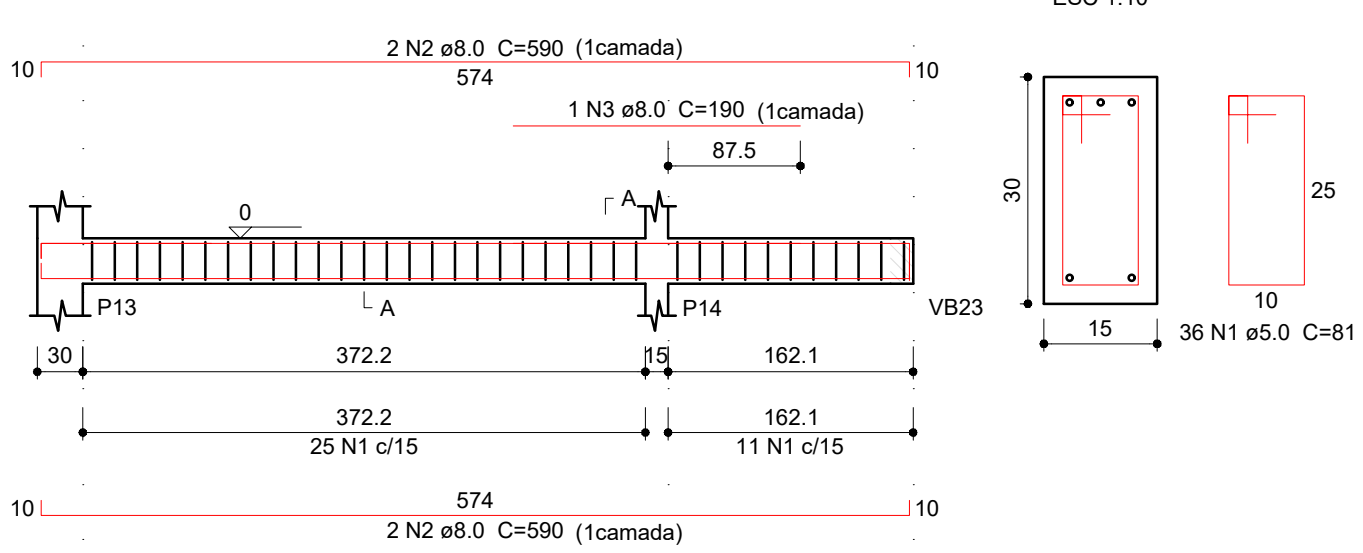 ESC 1:10
2 N2 ø8.0 C=590 (1camada)
10
574
10
1 N3 ø8.0 C=190 (1camada)
87.5
A
0
30
25
A
P13
P14
VB23
10
15
36 N1 ø5.0 C=81
30
372.2
15
162.1
372.2
162.1
25 N1 c/15
11 N1 c/15
574
10
10
2 N2 ø8.0 C=590 (1camada)